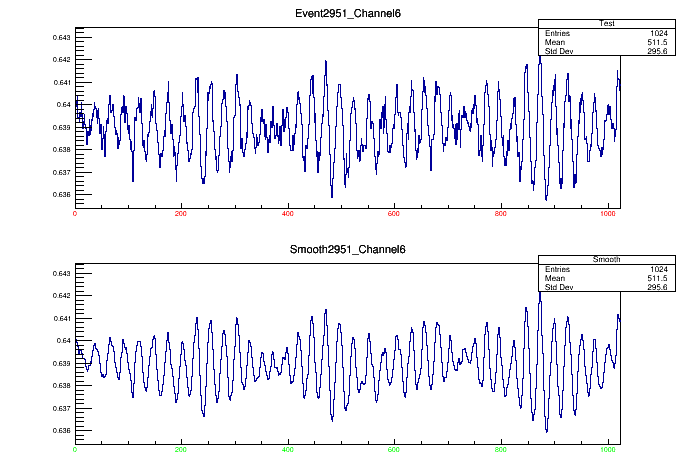 Event2951_Channel6
Test
Entries 1024
Mean 511.5
Std Dev 295.6
0.643
0.642
0.641
0.64
0.639
0.638
0.637
0.636
0 200 400 600 800 1000
Smooth2951_Channel6
Smooth
Entries 1024
Mean 511.5
Std Dev 295.6
0.643
0.642
0.641
0.64
0.639
0.638
0.637
0.636
0 200 400 600 800 1000